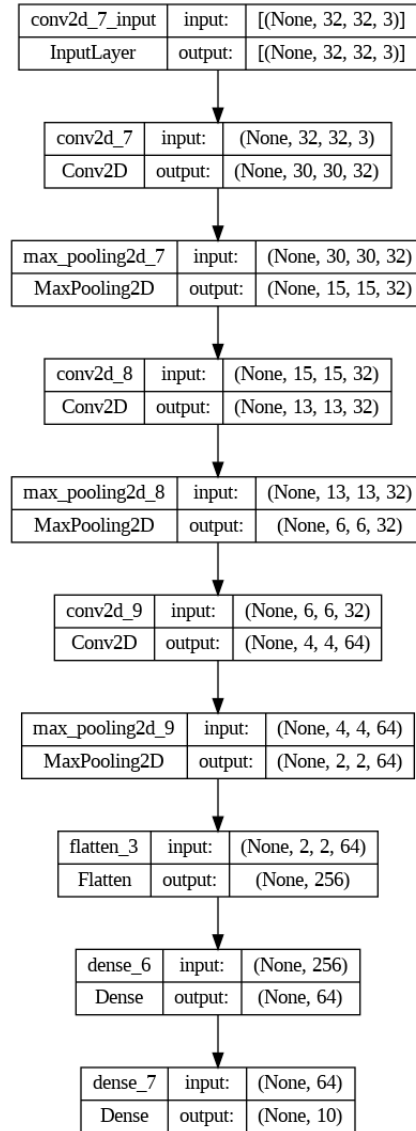 conv2d_7_input input: [(None, 32, 32, 3)]
InputLayer output: [(None, 32, 32, 3)]
conv2d_7 input: (None, 32, 32, 3)
Conv2D output: (None, 30, 30, 32)
max_pooling2d_7 input: (None, 30, 30, 32)
MaxPooling2D output: (None, 15, 15, 32)
conv2d_8 input: (None, 15, 15, 32)
Conv2D output: (None, 13, 13, 32)
max_pooling2d_8 input: (None, 13, 13, 32)
MaxPooling2D output: (None, 6, 6, 32)
conv2d_9 input: (None, 6, 6, 32)
Conv2D output: (None, 4, 4, 64)
max_pooling2d_9 input: (None, 4, 4, 64)
MaxPooling2D output: (None, 2, 2, 64)
flatten_3 input: (None, 2, 2, 64)
Flatten output: (None, 256)
dense_6 input: (None, 256)
Dense output: (None, 64)
dense_7 input: (None, 64)
Dense output: (None, 10)